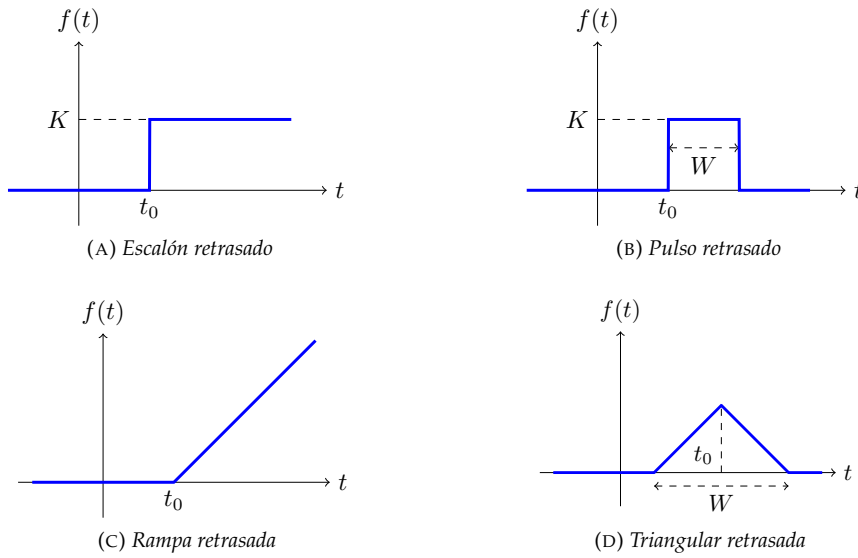 f(t)
K
t₀
t
(A) Escalón retrasado
f(t)
K
W
t₀
t
(B) Pulso retrasado
f(t)
t₀
t
(C) Rampa retrasada
f(t)
t₀
t
W
(D) Triangular retrasada